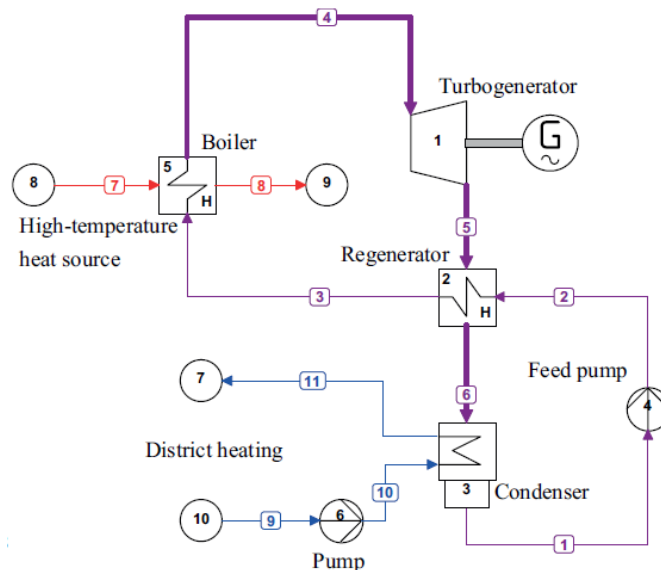 4
Turbogenerator
1
G
Boiler
5
8
7
8
9
H
High-temperature
heat source
5
Regenerator
2
3
2
H
Feed pump
7
11
6
4
District heating
10
3
Condenser
10
9
6
1
Pump